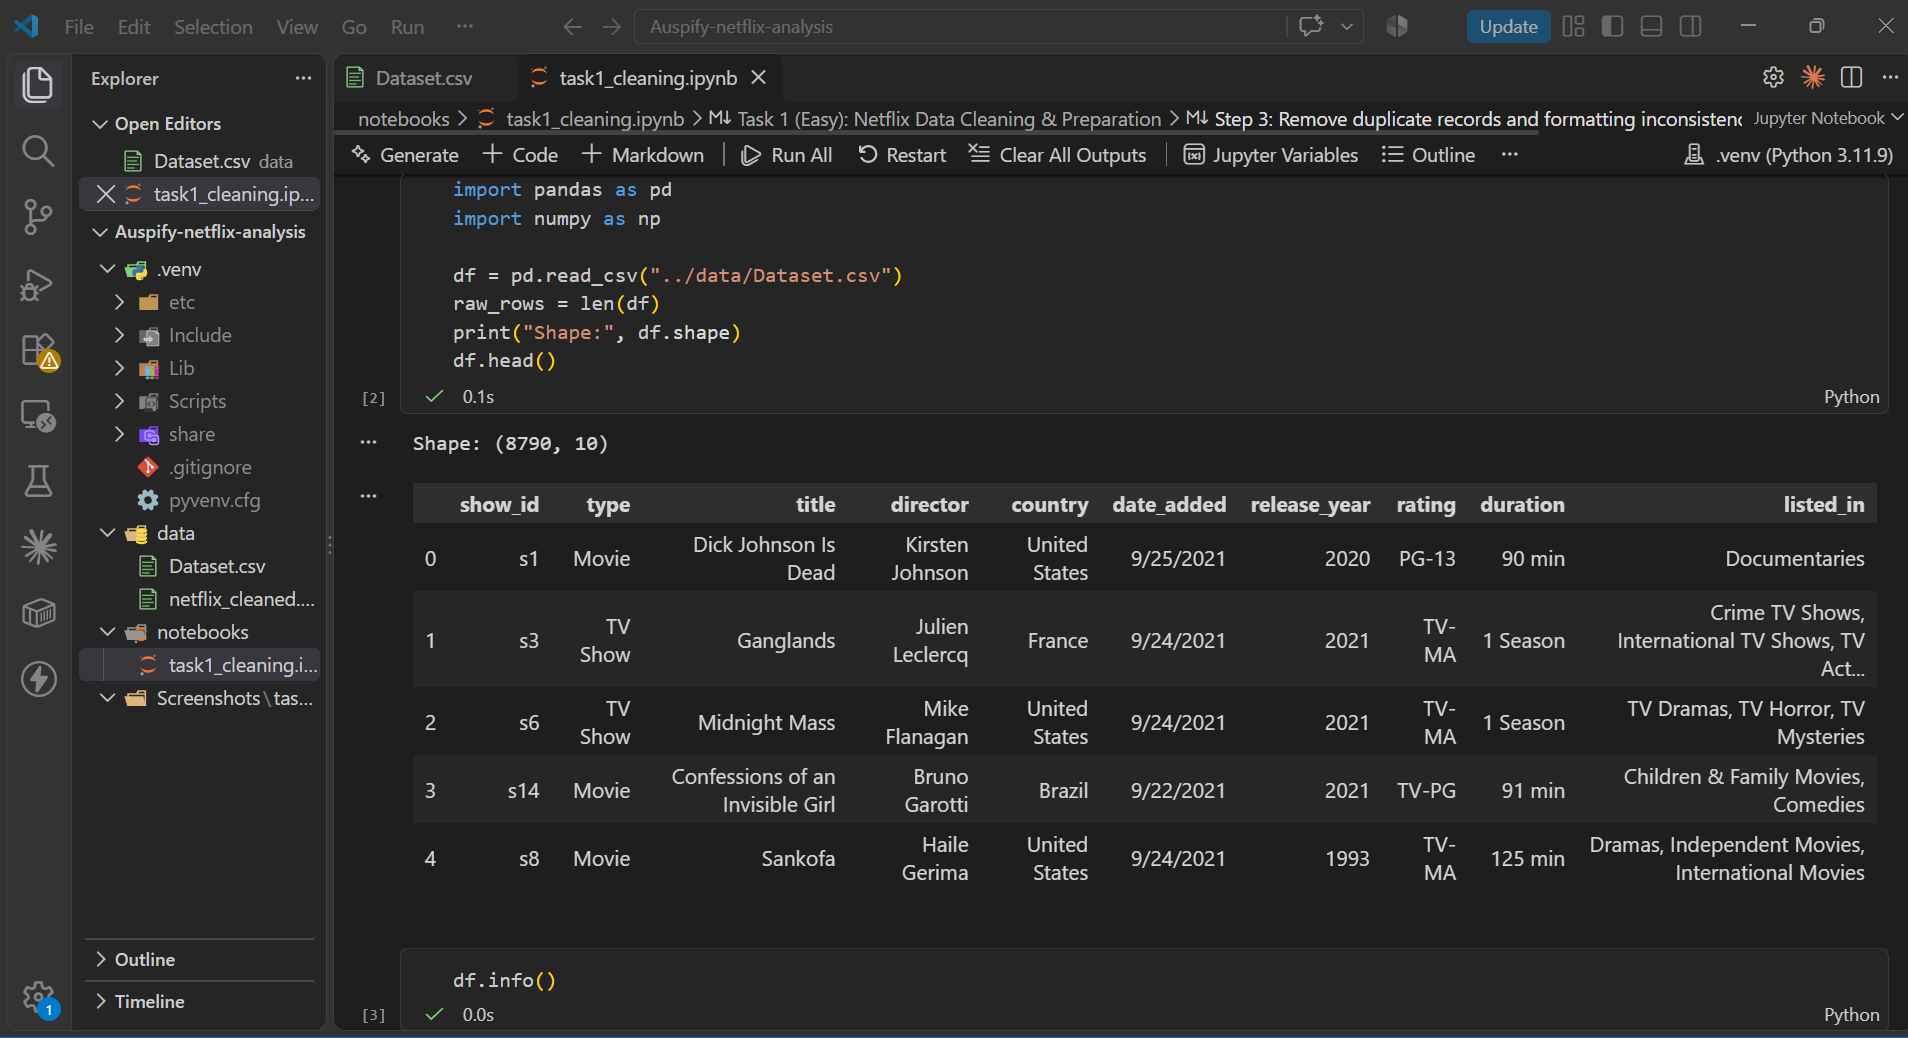 File Edit Selection View Go Run ···
Auspify-netflix-analysis
Update
Explorer
Open Editors
Dataset.csv data
task1_cleaning.ip...
Auspify-netflix-analysis
.venv
etc
Include
Lib
Scripts
share
.gitignore
pyvenv.cfg
data
Dataset.csv
netflix_cleaned....
notebooks
task1_cleaning.i...
Screenshots\tas...
Outline
Timeline
1
Dataset.csv
task1_cleaning.ipynb
notebooks > task1_cleaning.ipynb > M↓ Task 1 (Easy): Netflix Data Cleaning & Preparation > M↓ Step 3: Remove duplicate records and formatting inconsistenc
Jupyter Notebook
Generate + Code + Markdown Run All Restart Clear All Outputs Jupyter Variables Outline ··· .venv (Python 3.11.9)
import pandas as pd
import numpy as np
df = pd.read_csv("../data/Dataset.csv")
raw_rows = len(df)
print("Shape:", df.shape)
df.head()
[2] ✓ 0.1s Python
Shape: (8790, 10)
show_id type title director country date_added release_year rating duration listed_in
0 s1 Movie Dick Johnson Is Dead Kirsten Johnson United States 9/25/2021 2020 PG-13 90 min Documentaries
1 s3 TV Show Ganglands Julien Leclercq France 9/24/2021 2021 TV-MA 1 Season Crime TV Shows, International TV Shows, TV Act...
2 s6 TV Show Midnight Mass Mike Flanagan United States 9/24/2021 2021 TV-MA 1 Season TV Dramas, TV Horror, TV Mysteries
3 s14 Movie Confessions of an Invisible Girl Bruno Garotti Brazil 9/22/2021 2021 TV-PG 91 min Children & Family Movies, Comedies
4 s8 Movie Sankofa Haile Gerima United States 9/24/2021 1993 TV-MA 125 min Dramas, Independent Movies, International Movies
df.info()
[3] ✓ 0.0s Python